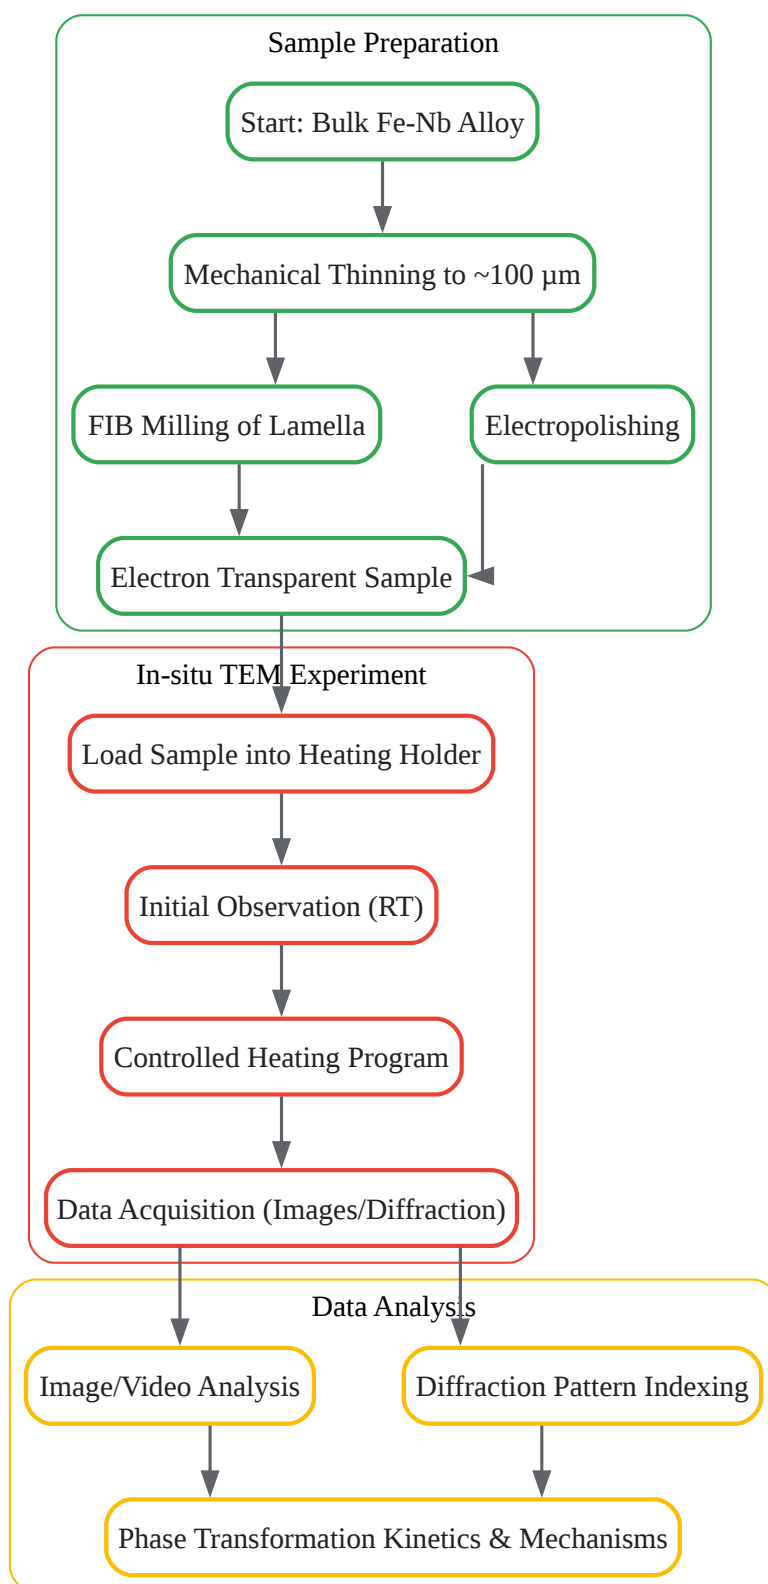 Sample Preparation
Start: Bulk Fe-Nb Alloy
Mechanical Thinning to ~100 µm
FIB Milling of Lamella
Electropolishing
Electron Transparent Sample
In-situ TEM Experiment
Load Sample into Heating Holder
Initial Observation (RT)
Controlled Heating Program
Data Acquisition (Images/Diffraction)
Data Analysis
Image/Video Analysis
Diffraction Pattern Indexing
Phase Transformation Kinetics & Mechanisms